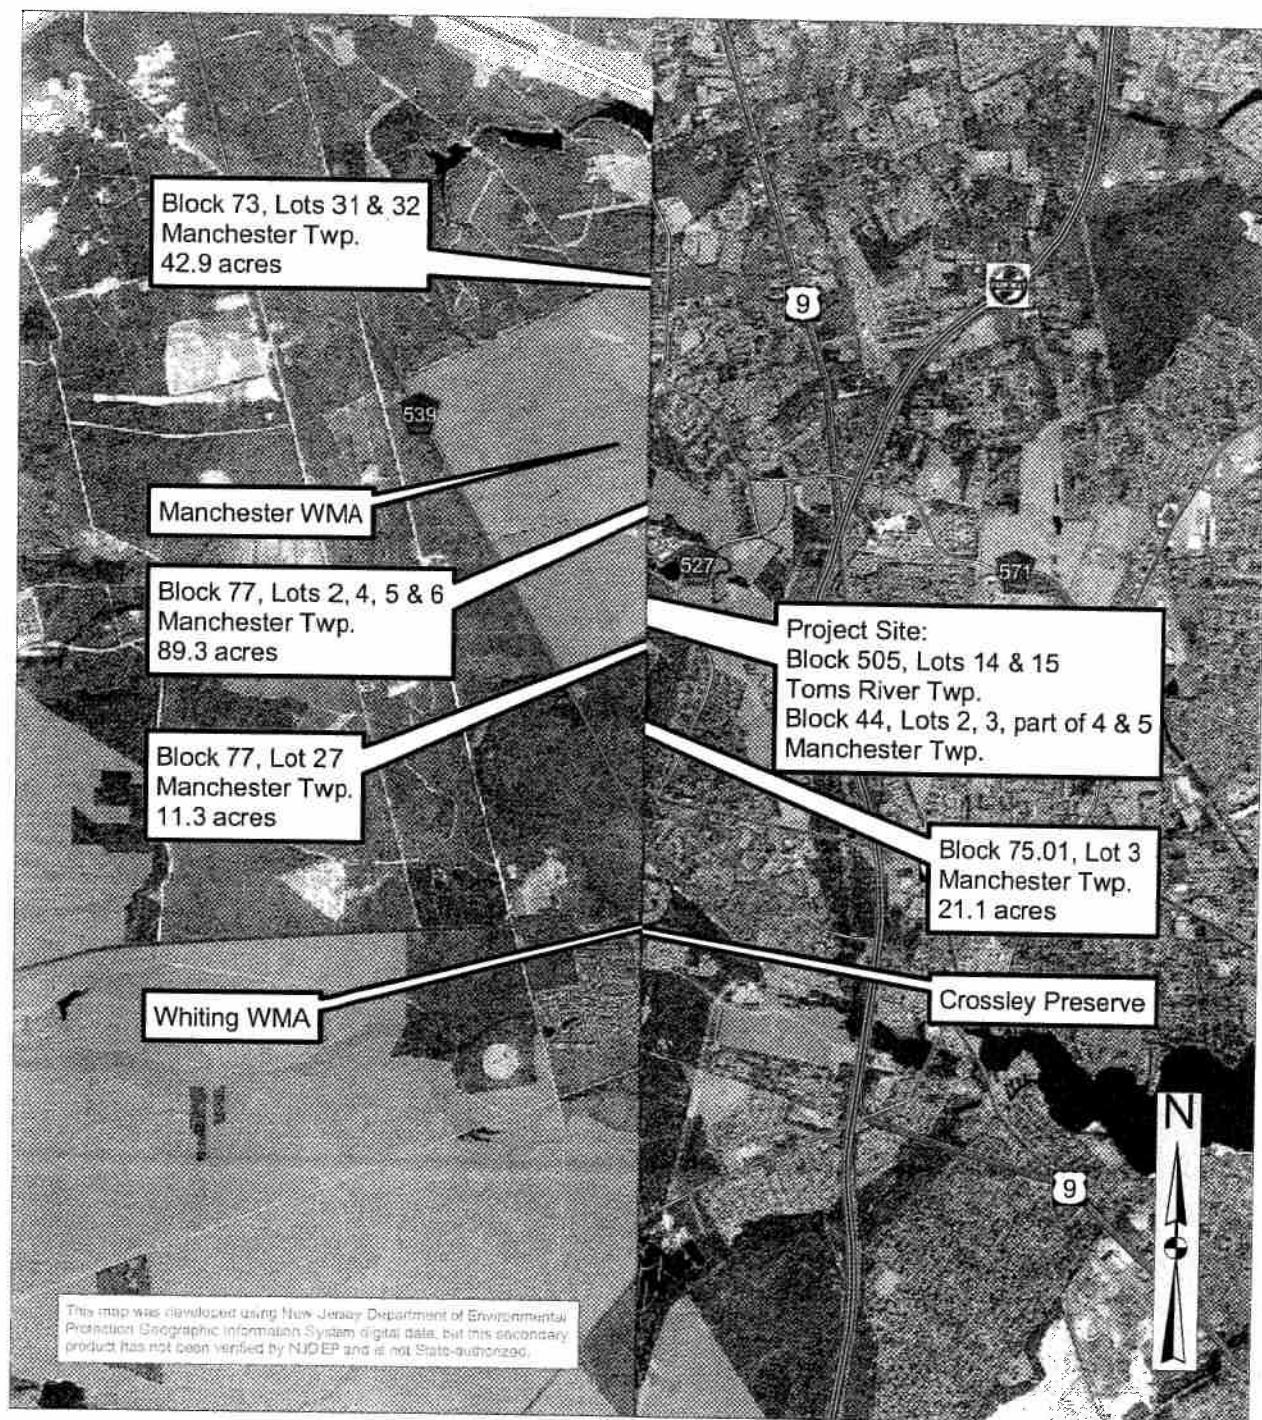 Block 73, Lots 31 & 32
Manchester Twp.
42.9 acres
9
539
Manchester WMA
527
571
Block 77, Lots 2, 4, 5 & 6
Manchester Twp.
89.3 acres
Project Site:
Block 505, Lots 14 & 15
Toms River Twp.
Block 44, Lots 2, 3, part of 4 & 5
Manchester Twp.
Block 77, Lot 27
Manchester Twp.
11.3 acres
Block 75.01, Lot 3
Manchester Twp.
21.1 acres
Whiting WMA
Crossley Preserve
N
9
This map was developed using New Jersey Department of Environmental
Protection Geographic Information System digital data, but this secondary
product has not been verified by NJDEP and is not State-authorized.